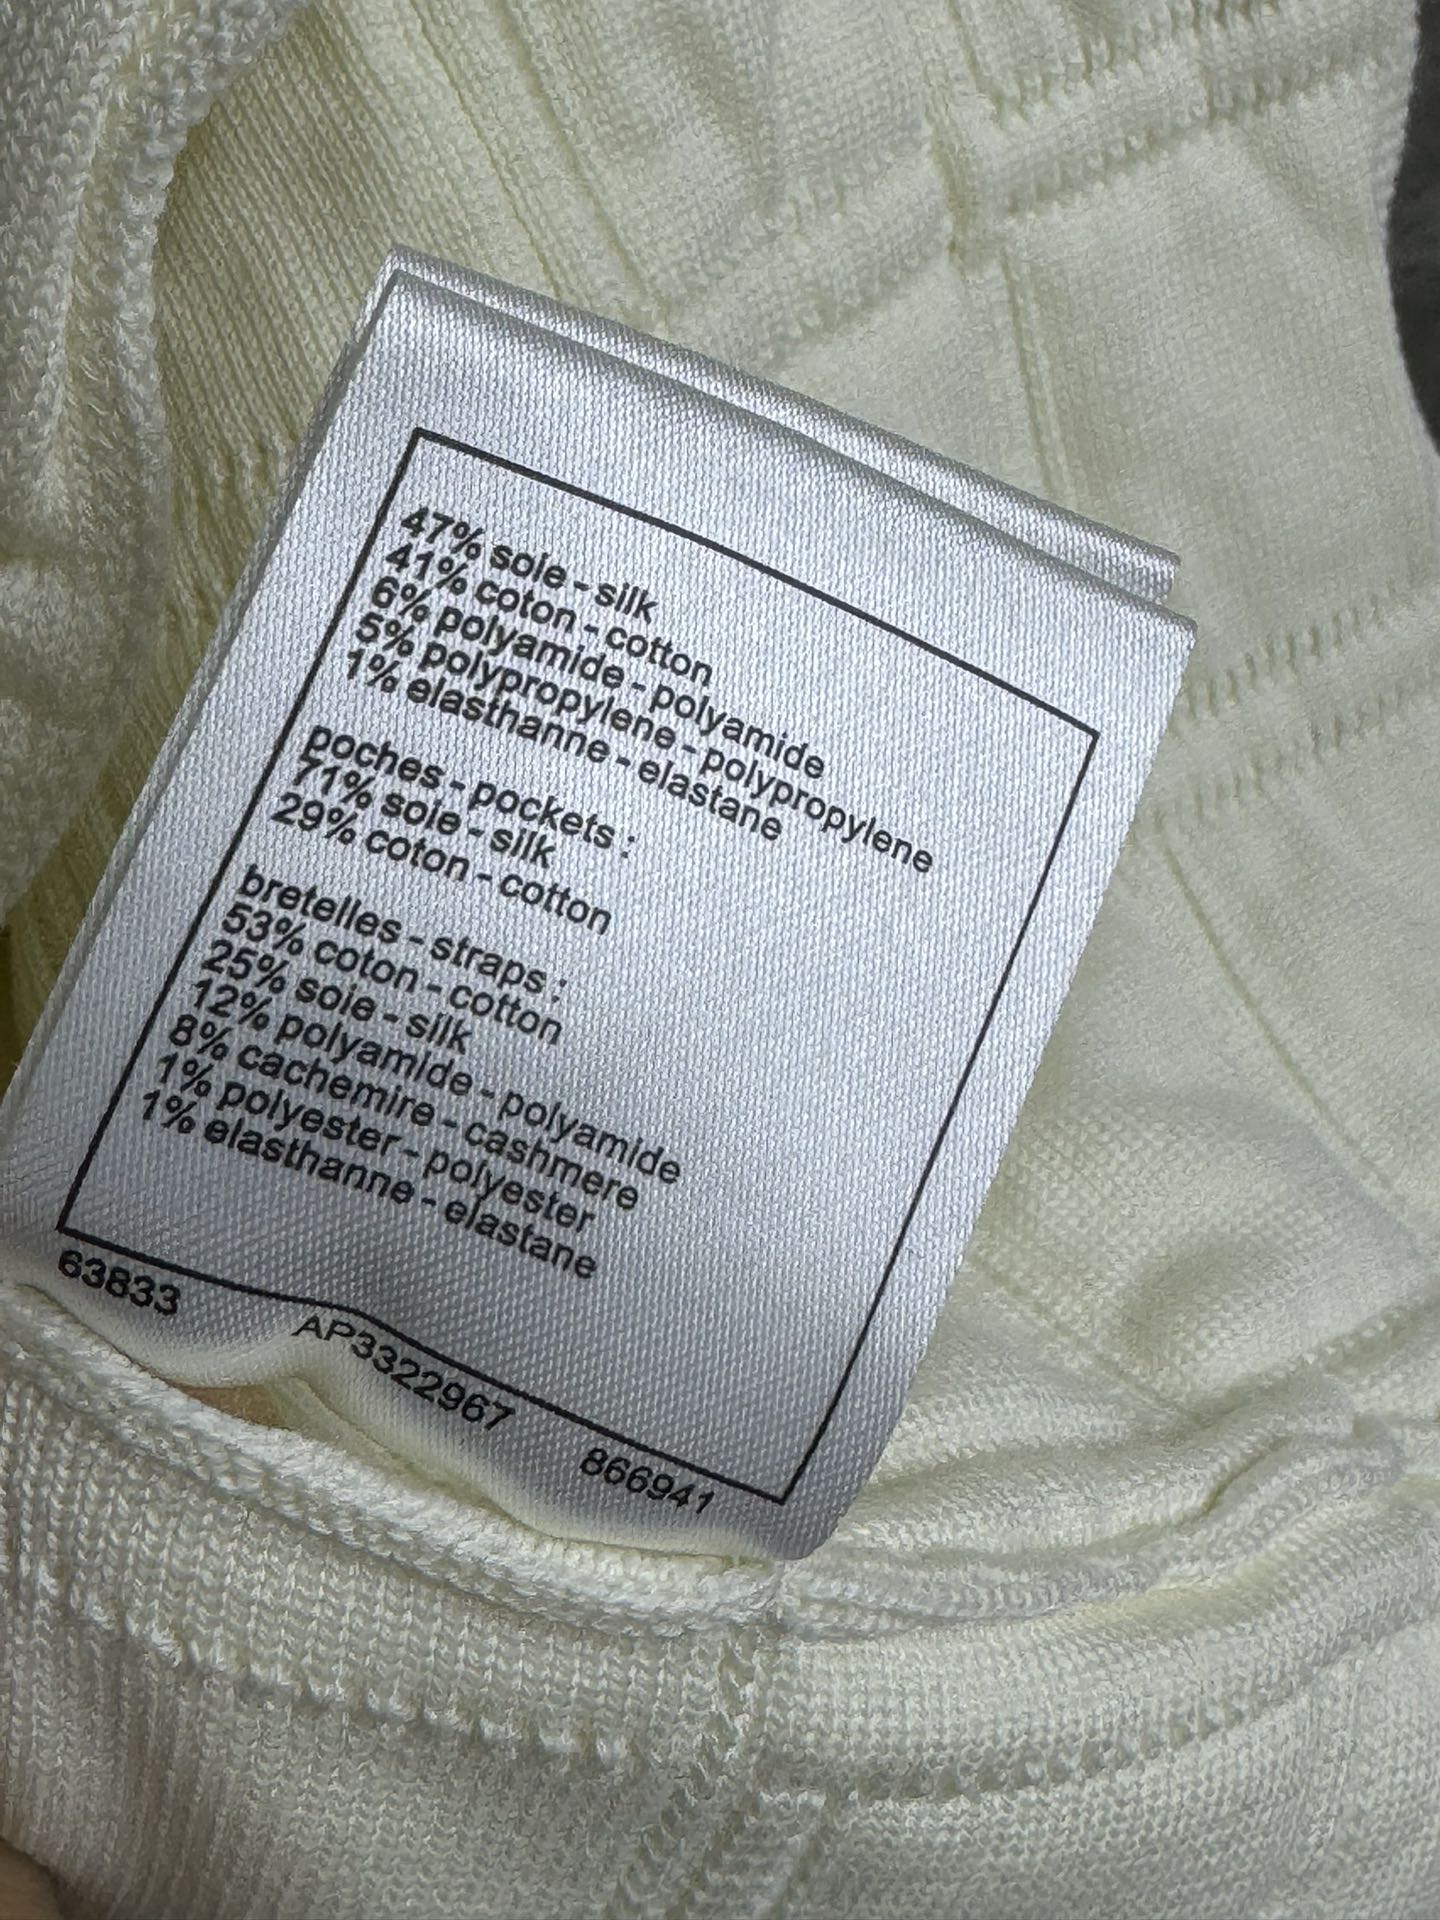 47% soie - silk
41% coton - cotton
6% polyamide - polyamide
5% polypropylene - polypropylene
1% elasthanne - elastane
poches - pockets :
71% soie - silk
29% coton - cotton
bretelles - straps :
53% coton - cotton
25% soie - silk
12% polyamide - polyamide
8% cachemire - cashmere
1% polyester - polyester
1% elasthanne - elastane
63833 AP3322967 866941